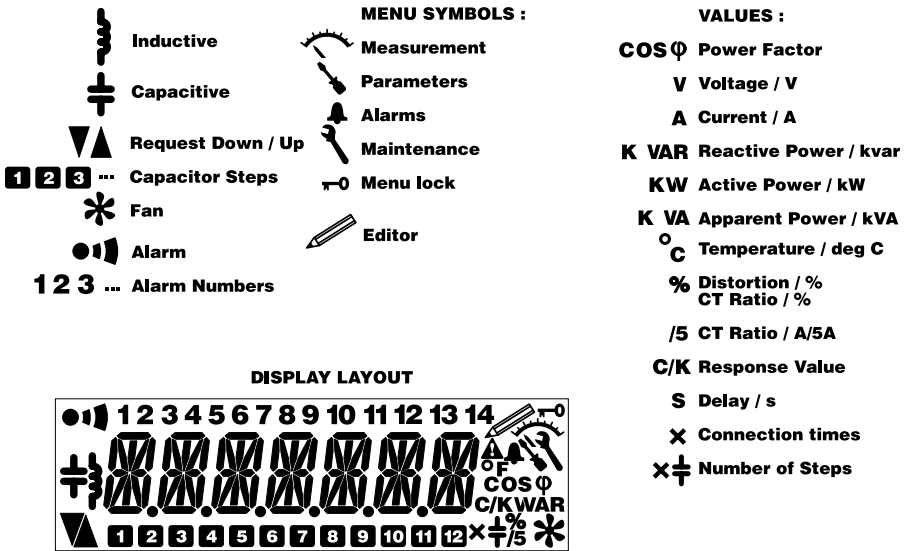 Inductive
Capacitive
Request Down / Up
1 2 3 ... Capacitor Steps
Fan
Alarm
1 2 3 ... Alarm Numbers
MENU SYMBOLS :
Measurement
Parameters
Alarms
Maintenance
Menu lock
Editor
VALUES :
COSφ Power Factor
V Voltage / V
A Current / A
K VAR Reactive Power / kvar
KW Active Power / kW
K VA Apparent Power / kVA
°C Temperature / deg C
% Distortion / %
CT Ratio / %
/5 CT Ratio / A/5A
C/K Response Value
S Delay / s
× Connection times
× Number of Steps
DISPLAY LAYOUT
1 2 3 4 5 6 7 8 9 10 11 12 13 14
°F
COSφ
C/KWAR
1 2 3 4 5 6 7 8 9 10 11 12 × % /5